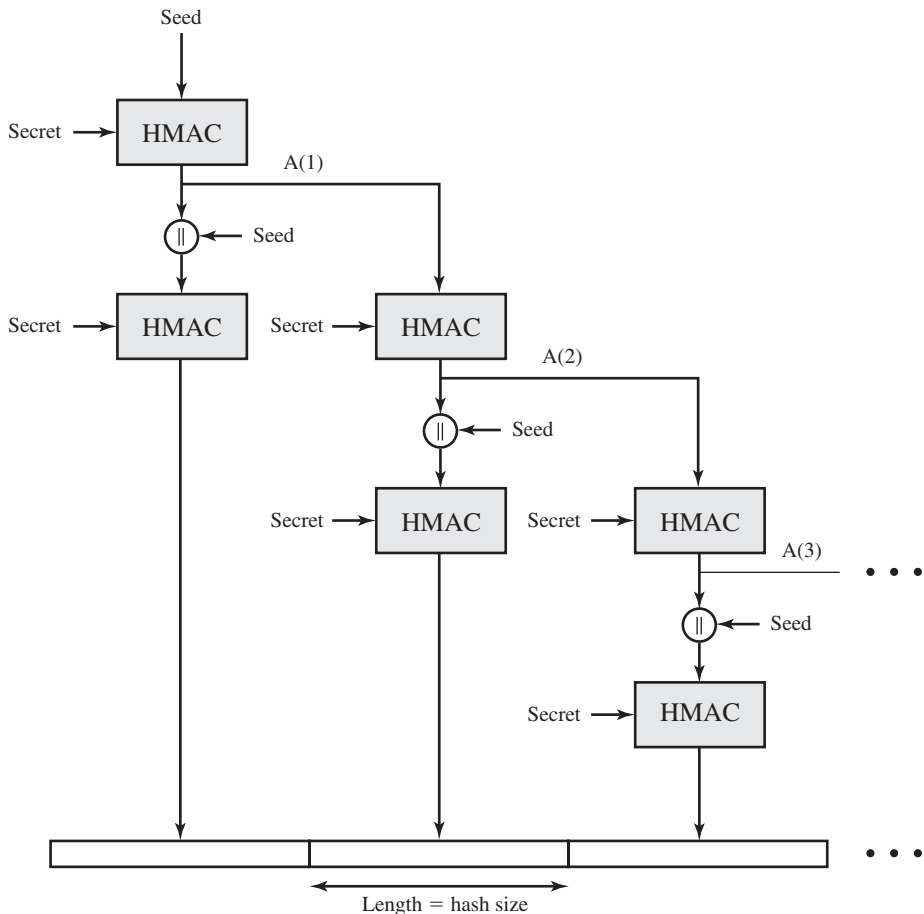 Seed
Secret
HMAC
A(1)
||
Seed
Secret
HMAC
Secret
HMAC
A(2)
||
Seed
Secret
HMAC
Secret
HMAC
A(3)
||
Seed
Secret
HMAC
Length = hash size